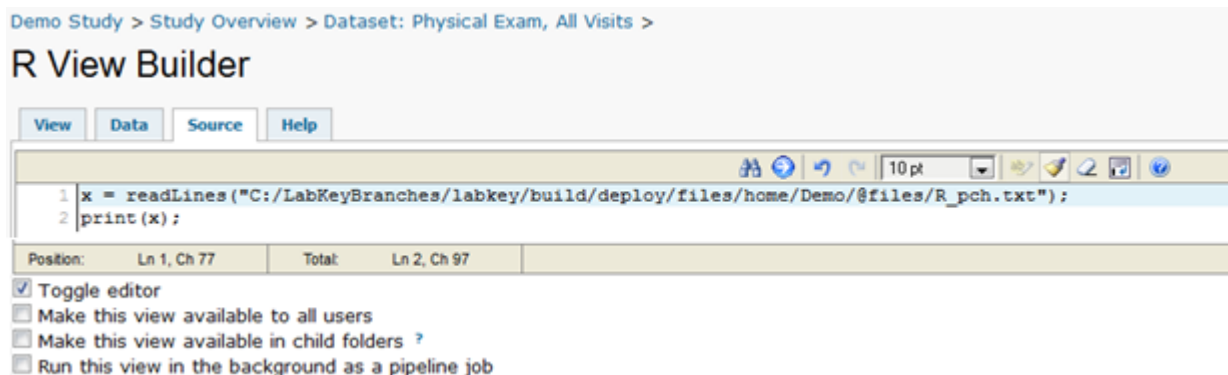 Demo Study > Study Overview > Dataset: Physical Exam, All Visits >
R View Builder
View Data Source Help
10 pt
1 x = readLines("C:/LabKeyBranches/labkey/build/deploy/files/home/Demo/@files/R_pch.txt");
2 print(x);
Position: Ln 1, Ch 77 Total: Ln 2, Ch 97
Toggle editor
Make this view available to all users
Make this view available in child folders ?
Run this view in the background as a pipeline job